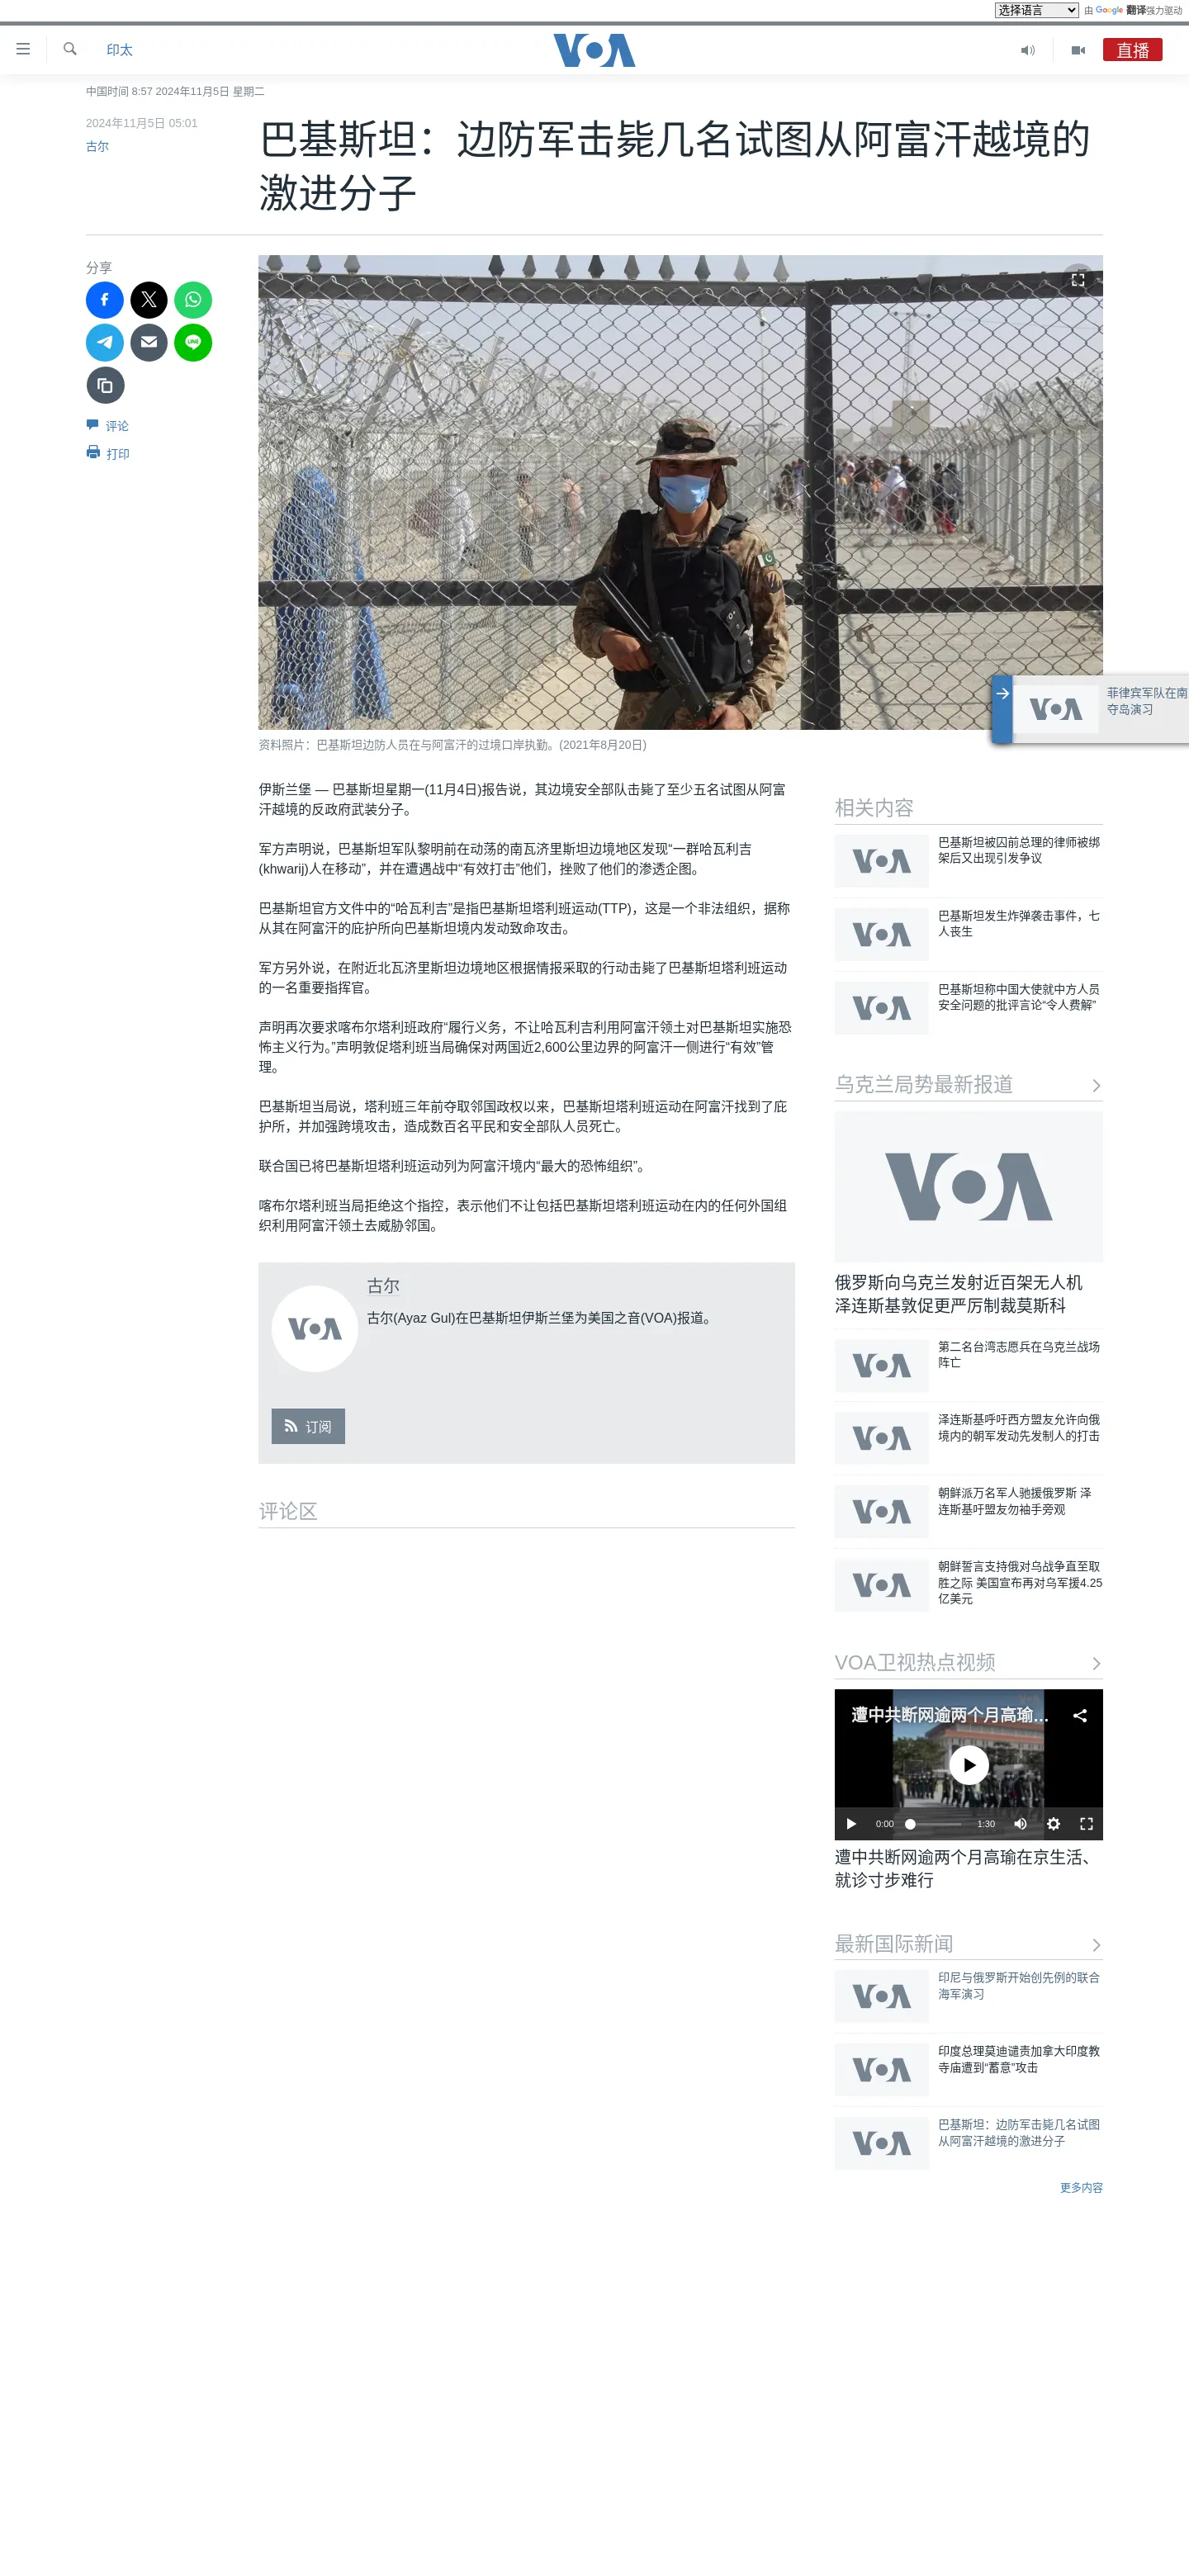 选择语言 由 Google 翻译强力驱动
印太
VOA
直播
中国时间 8:57 2024年11月5日 星期二
2024年11月5日 05:01
古尔
巴基斯坦：边防军击毙几名试图从阿富汗越境的
激进分子
分享
评论
打印
资料照片：巴基斯坦边防人员在与阿富汗的过境口岸执勤。(2021年8月20日)
VOA
菲律宾军队在南
夺岛演习
伊斯兰堡 — 巴基斯坦星期一(11月4日)报告说，其边境安全部队击毙了至少五名试图从阿富
汗越境的反政府武装分子。
军方声明说，巴基斯坦军队黎明前在动荡的南瓦济里斯坦边境地区发现“一群哈瓦利吉
(khwarij)人在移动”，并在遭遇战中“有效打击”他们，挫败了他们的渗透企图。
巴基斯坦官方文件中的“哈瓦利吉”是指巴基斯坦塔利班运动(TTP)，这是一个非法组织，据称
从其在阿富汗的庇护所向巴基斯坦境内发动致命攻击。
军方另外说，在附近北瓦济里斯坦边境地区根据情报采取的行动击毙了巴基斯坦塔利班运动
的一名重要指挥官。
声明再次要求喀布尔塔利班政府“履行义务，不让哈瓦利吉利用阿富汗领土对巴基斯坦实施恐
怖主义行为。”声明敦促塔利班当局确保对两国近2,600公里边界的阿富汗一侧进行“有效”管
理。
巴基斯坦当局说，塔利班三年前夺取邻国政权以来，巴基斯坦塔利班运动在阿富汗找到了庇
护所，并加强跨境攻击，造成数百名平民和安全部队人员死亡。
联合国已将巴基斯坦塔利班运动列为阿富汗境内“最大的恐怖组织”。
喀布尔塔利班当局拒绝这个指控，表示他们不让包括巴基斯坦塔利班运动在内的任何外国组
织利用阿富汗领土去威胁邻国。
VOA
古尔
古尔(Ayaz Gul)在巴基斯坦伊斯兰堡为美国之音(VOA)报道。
订阅
评论区
相关内容
VOA
巴基斯坦被囚前总理的律师被绑
架后又出现引发争议
VOA
巴基斯坦发生炸弹袭击事件，七
人丧生
VOA
巴基斯坦称中国大使就中方人员
安全问题的批评言论“令人费解”
乌克兰局势最新报道
VOA
俄罗斯向乌克兰发射近百架无人机
泽连斯基敦促更严厉制裁莫斯科
VOA
第二名台湾志愿兵在乌克兰战场
阵亡
VOA
泽连斯基呼吁西方盟友允许向俄
境内的朝军发动先发制人的打击
VOA
朝鲜派万名军人驰援俄罗斯 泽
连斯基吁盟友勿袖手旁观
VOA
朝鲜誓言支持俄对乌战争直至取
胜之际 美国宣布再对乌军援4.25
亿美元
VOA卫视热点视频
遭中共断网逾两个月高瑜...
0:00 1:30
遭中共断网逾两个月高瑜在京生活、
就诊寸步难行
最新国际新闻
VOA
印尼与俄罗斯开始创先例的联合
海军演习
VOA
印度总理莫迪谴责加拿大印度教
寺庙遭到“蓄意”攻击
VOA
巴基斯坦：边防军击毙几名试图
从阿富汗越境的激进分子
更多内容